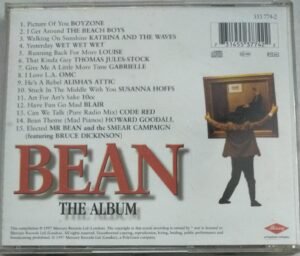 553 774-2
1. Picture Of You BOYZONE
2. I Get Around THE BEACH BOYS
3. Walking On Sunshine KATRINA AND THE WAVES
4. Yesterday WET WET WET
5. Running Back For More LOUISE
6. That Kinda Guy THOMAS JULES-STOCK
7. Give Me A Little More Time GABRIELLE
8. I Love L.A. OMC
9. He's A Rebel ALISHA'S ATTIC
10. Stuck In The Middle With You SUSANNA HOFFS
11. Art For Art's Sake 10cc
12. Have Fun Go Mad BLAIR
13. Can We Talk (Pure Radio Mix) CODE RED
14. Bean Theme (Mad Pianos) HOWARD GOODALL
15. Elected MR BEAN and the SMEAR CAMPAIGN
(featuring BRUCE DICKINSON)
7 31455 37742
BEAN
THE ALBUM